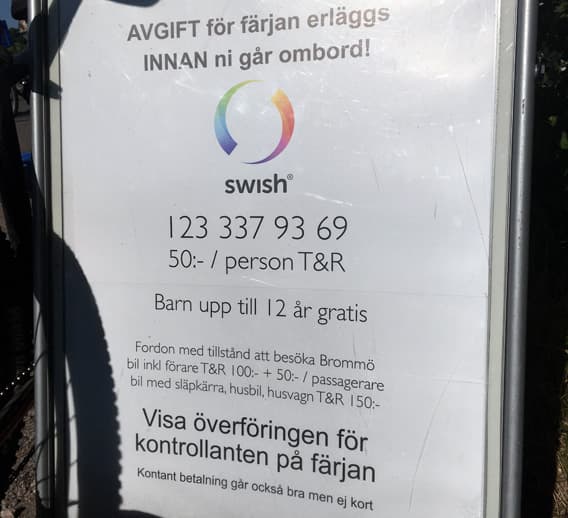 AVGIFT för färjan erläggs
INNAN ni går ombord!
swish®
123 337 93 69
50:- / person T&R
Barn upp till 12 år gratis
Fordon med tillstånd att besöka Brommö
bil inkl förare T&R 100:- + 50:- / passagerare
bil med släpkärra, husbil, husvagn T&R 150:-
Visa överföringen för
kontrollanten på färjan
Kontant betalning går också bra men ej kort